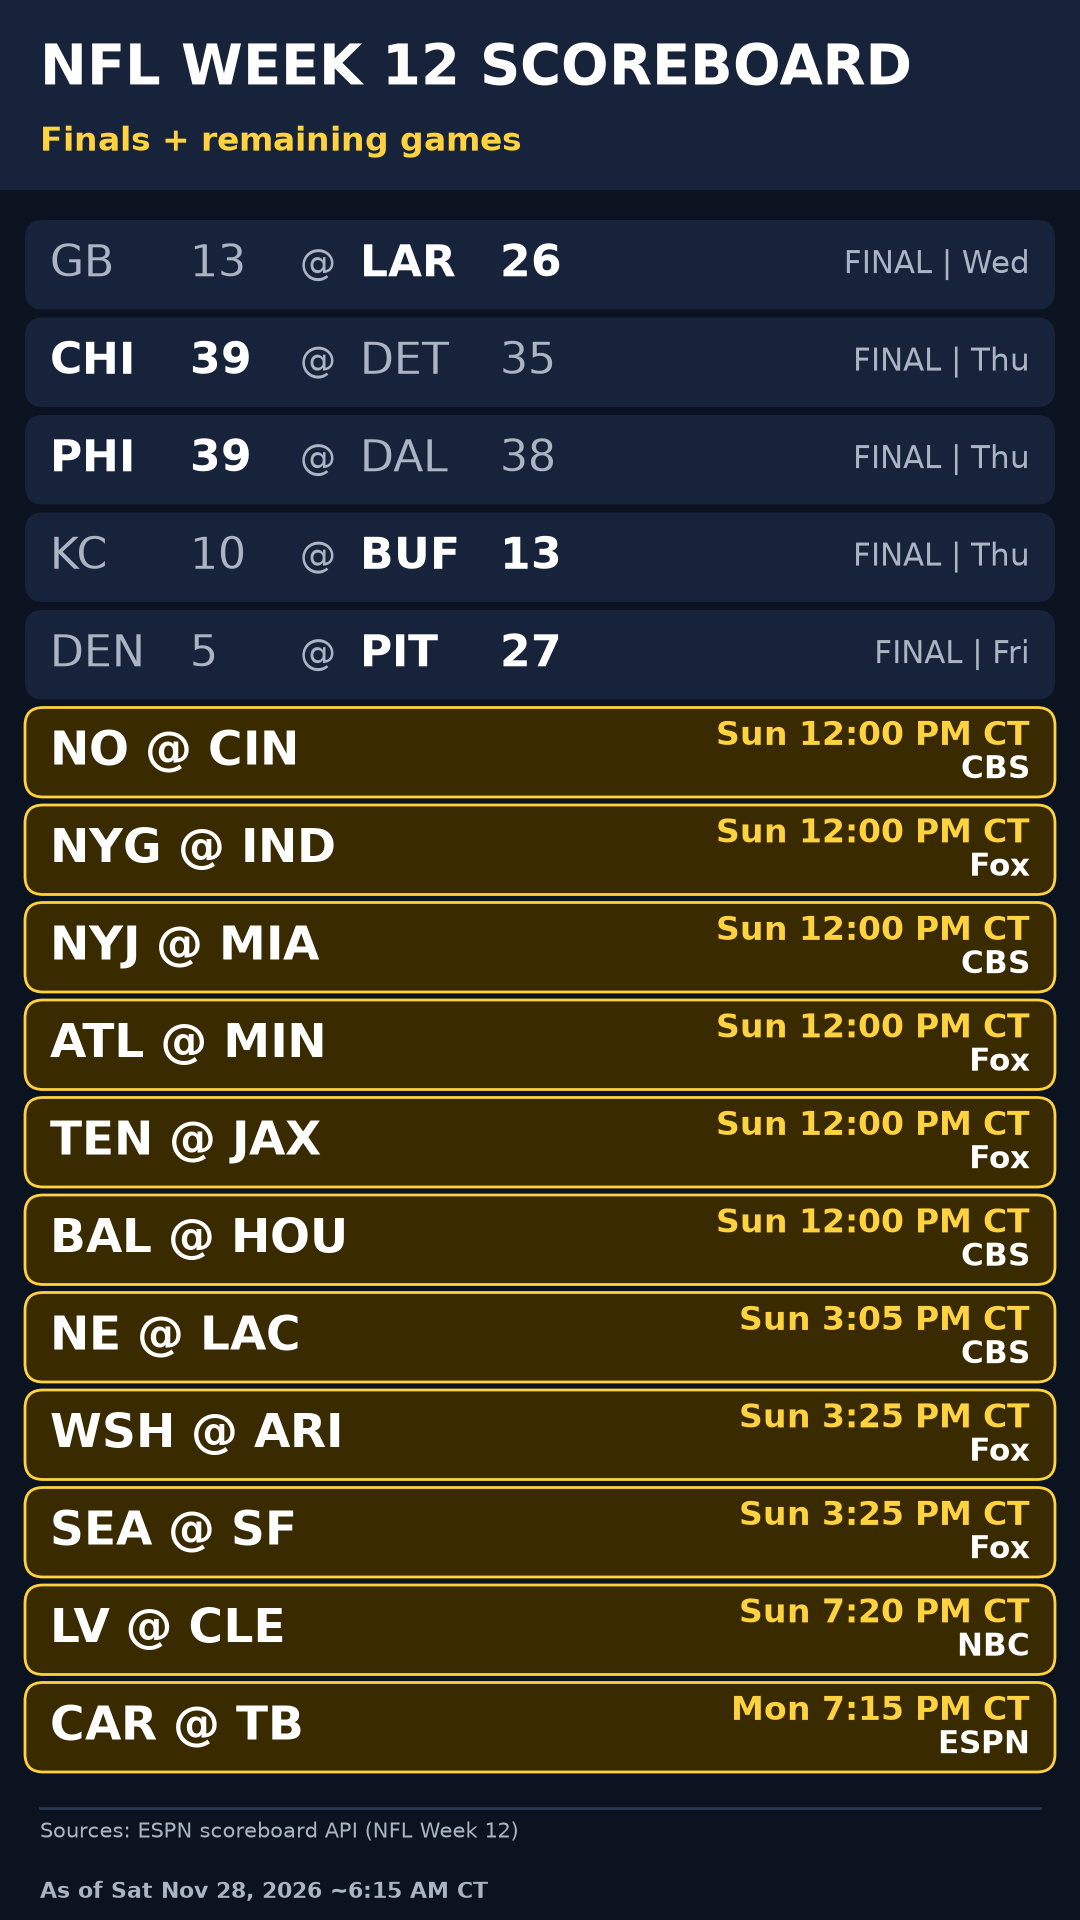 NFL WEEK 12 SCOREBOARD
Finals + remaining games
GB 13 @ LAR 26 FINAL | Wed
CHI 39 @ DET 35 FINAL | Thu
PHI 39 @ DAL 38 FINAL | Thu
KC 10 @ BUF 13 FINAL | Thu
DEN 5 @ PIT 27 FINAL | Fri
NO @ CIN Sun 12:00 PM CT
CBS
NYG @ IND Sun 12:00 PM CT
Fox
NYJ @ MIA Sun 12:00 PM CT
CBS
ATL @ MIN Sun 12:00 PM CT
Fox
TEN @ JAX Sun 12:00 PM CT
Fox
BAL @ HOU Sun 12:00 PM CT
CBS
NE @ LAC Sun 3:05 PM CT
CBS
WSH @ ARI Sun 3:25 PM CT
Fox
SEA @ SF Sun 3:25 PM CT
Fox
LV @ CLE Sun 7:20 PM CT
NBC
CAR @ TB Mon 7:15 PM CT
ESPN
Sources: ESPN scoreboard API (NFL Week 12)
As of Sat Nov 28, 2026 ~6:15 AM CT